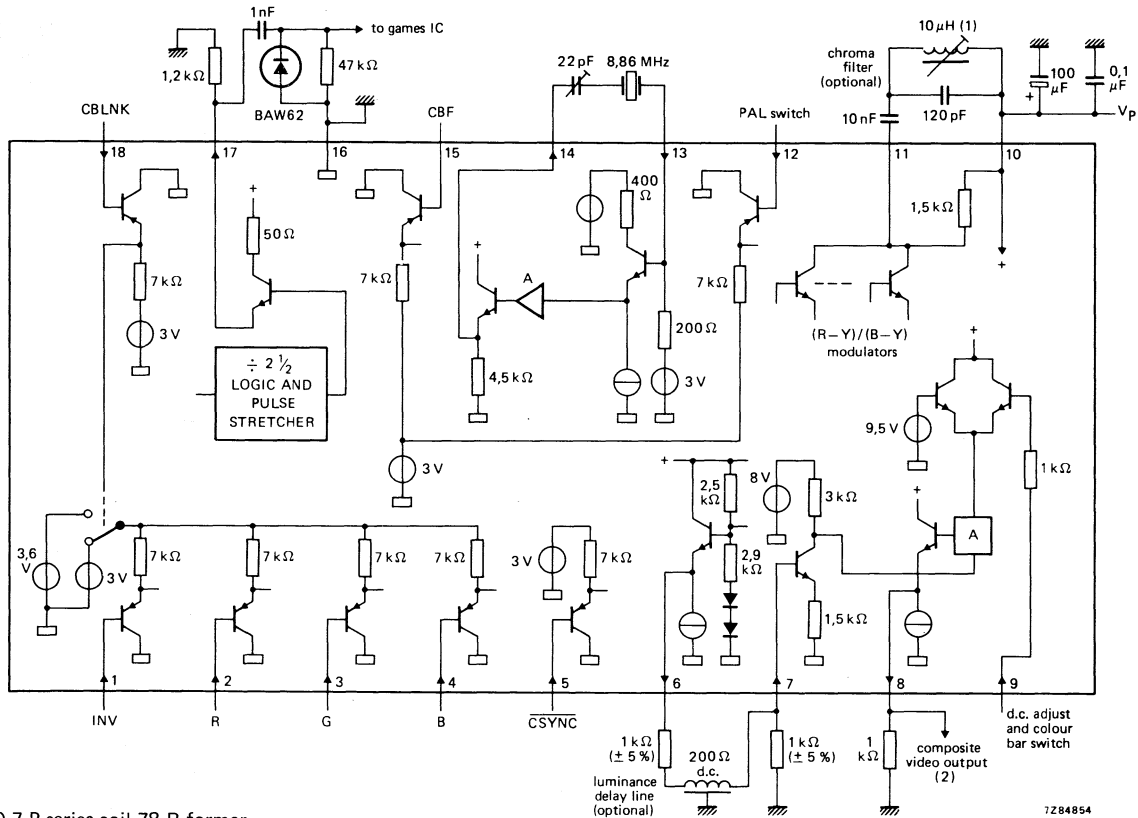 1 nF
to games IC
1,2 kΩ
47 kΩ
BAW62
22 pF
8,86 MHz
chroma
filter
(optional)
10 μH (1)
120 pF
10 nF
100
μF
+
0,1
μF
VP
CBLNK
CBF
PAL switch
18
17
16
15
14
13
12
11
10
+
50 Ω
7 kΩ
3 V
÷ 2 ½
LOGIC AND
PULSE
STRETCHER
7 kΩ
3 V
+
A
4,5 kΩ
400
Ω
200 Ω
3 V
7 kΩ
1,5 kΩ
+
(R–Y)/(B–Y)
modulators
+
9,5 V
1 kΩ
+
A
3,6
V
3 V
7 kΩ
7 kΩ
7 kΩ
7 kΩ
3 V
7 kΩ
+
2,5
kΩ
2,9
kΩ
8 V
3 kΩ
1,5 kΩ
1
2
3
4
5
6
7
8
9
INV
R
G
B
CSYNC
1 kΩ
(± 5 %)
200 Ω
d.c.
1 kΩ
(± 5 %)
1
kΩ
composite
video output
(2)
d.c. adjust
and colour
bar switch
luminance
delay line
(optional)
7Z84854
7 P series coil 78 P former